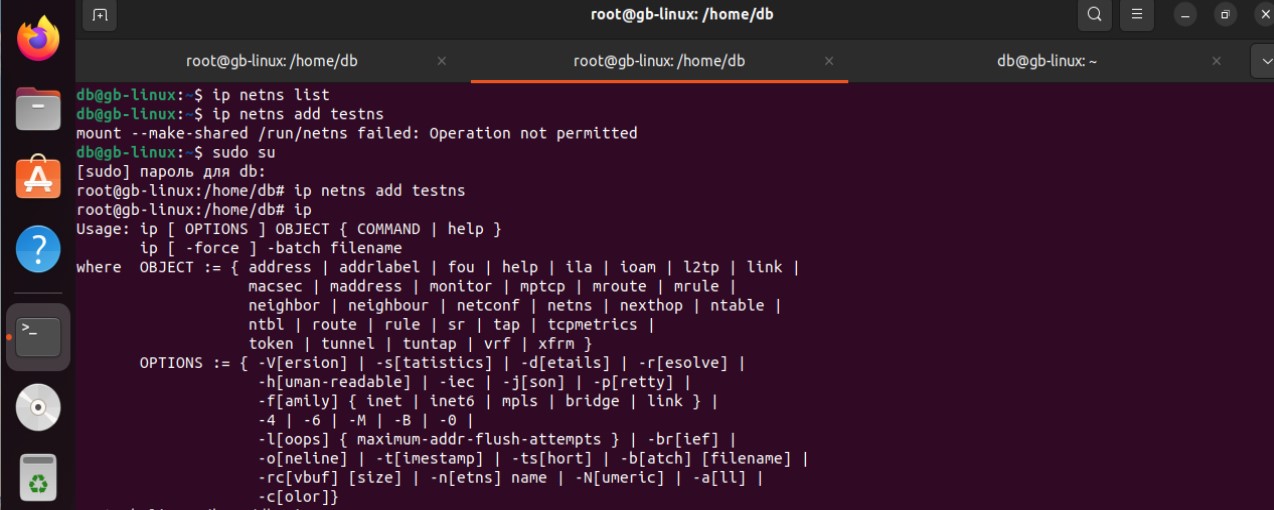 root@gb-linux: /home/db
root@gb-linux: /home/db
root@gb-linux: /home/db
db@gb-linux: ~
db@gb-linux:~$ ip netns list
db@gb-linux:~$ ip netns add testns
mount --make-shared /run/netns failed: Operation not permitted
db@gb-linux:~$ sudo su
[sudo] пароль для db:
root@gb-linux:/home/db# ip netns add testns
root@gb-linux:/home/db# ip
Usage: ip [ OPTIONS ] OBJECT { COMMAND | help }
ip [ -force ] -batch filename
where  OBJECT := { address | addrlabel | fou | help | ila | ioam | l2tp | link |
macsec | maddress | monitor | mptcp | mroute | mrule |
neighbor | neighbour | netconf | netns | nexthop | ntable |
ntbl | route | rule | sr | tap | tcpmetrics |
token | tunnel | tuntap | vrf | xfrm }
OPTIONS := { -V[ersion] | -s[tatistics] | -d[etails] | -r[esolve] |
-h[uman-readable] | -iec | -j[son] | -p[retty] |
-f[amily] { inet | inet6 | mpls | bridge | link } |
-4 | -6 | -M | -B | -0 |
-l[oops] { maximum-addr-flush-attempts } | -br[ief] |
-o[neline] | -t[imestamp] | -ts[hort] | -b[atch] [filename] |
-rc[vbuf] [size] | -n[etns] name | -N[umeric] | -a[ll] |
-c[olor]}